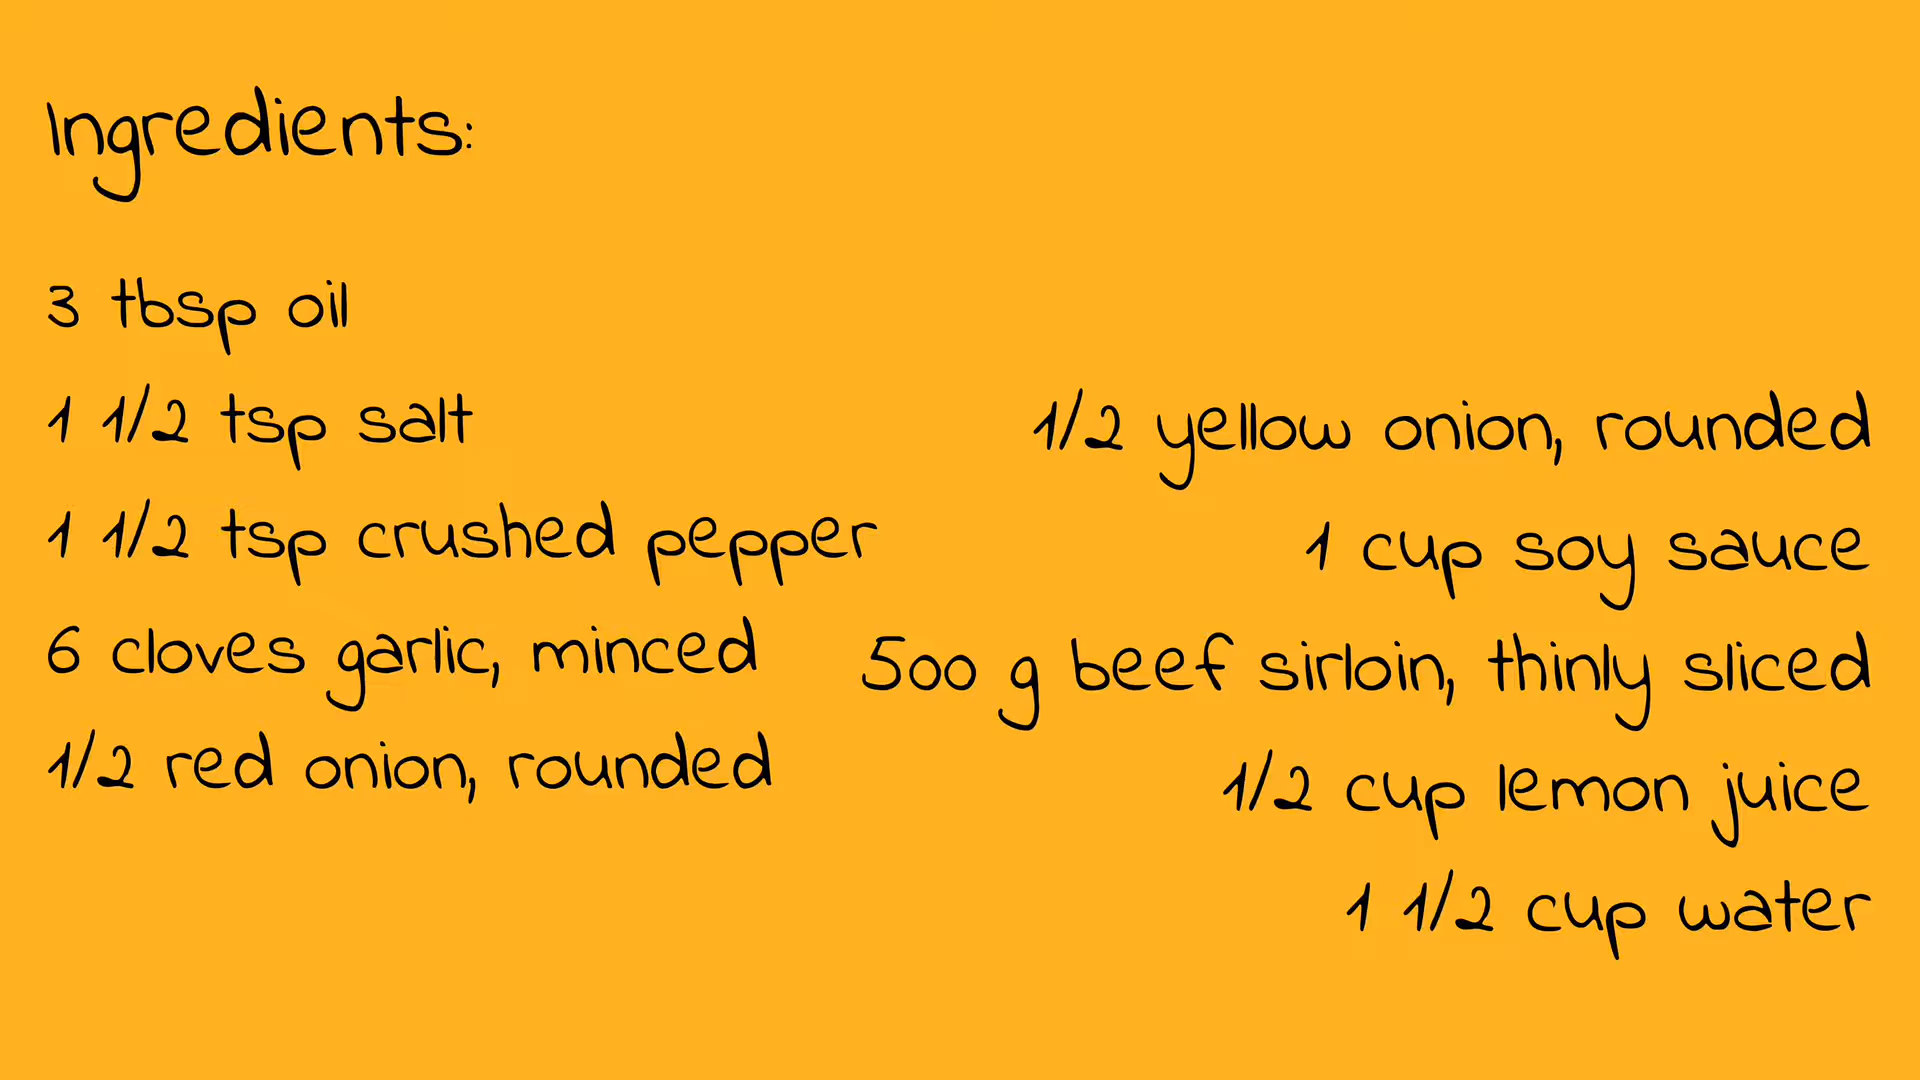 Ingredients:
3 tbsp oil
1 1/2 tsp salt
1 1/2 tsp crushed pepper
6 cloves garlic, minced
1/2 red onion, rounded
1/2 yellow onion, rounded
1 cup soy sauce
500 g beef sirloin, thinly sliced
1/2 cup lemon juice
1 1/2 cup water